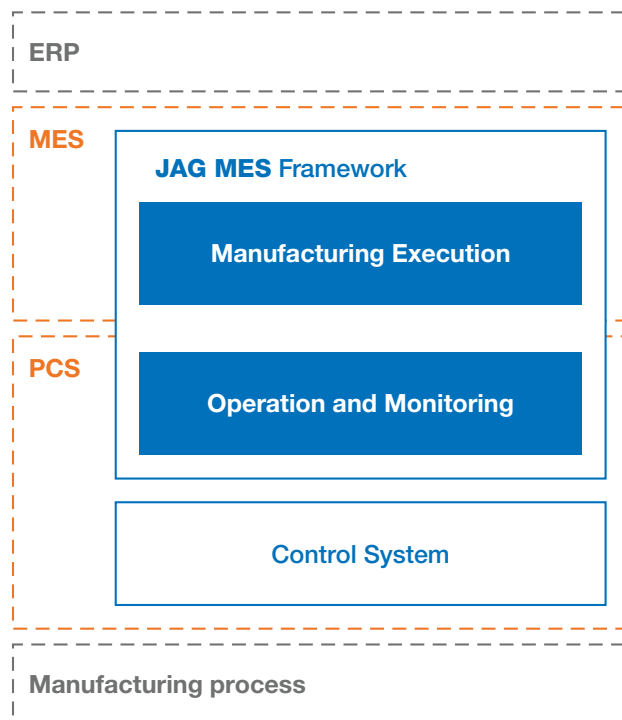 ERP
MES
JAG MES Framework
Manufacturing Execution
PCS
Operation and Monitoring
Control System
Manufacturing process